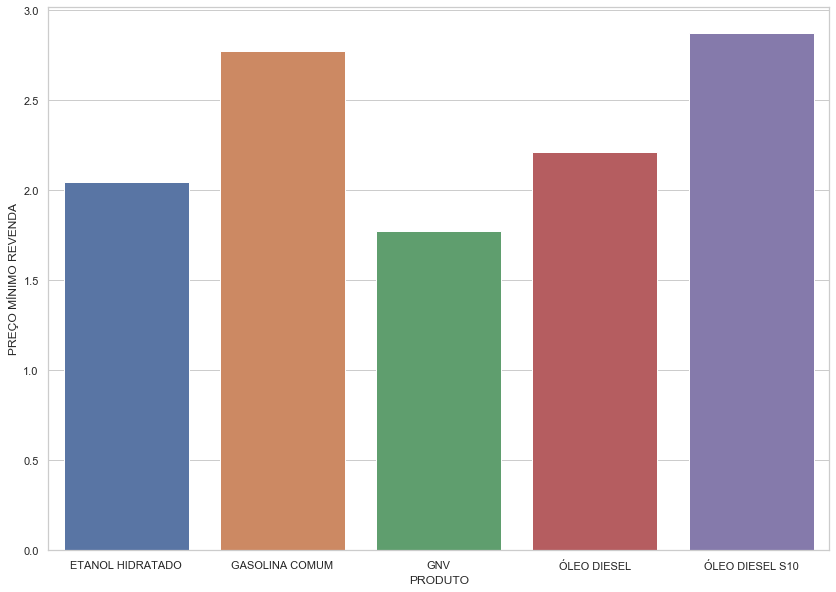 PREÇO MÍNIMO REVENDA
3.0
2.5
2.0
1.5
1.0
0.5
0.0
ETANOL HIDRATADO
GASOLINA COMUM
GNV
ÓLEO DIESEL
ÓLEO DIESEL S10
PRODUTO